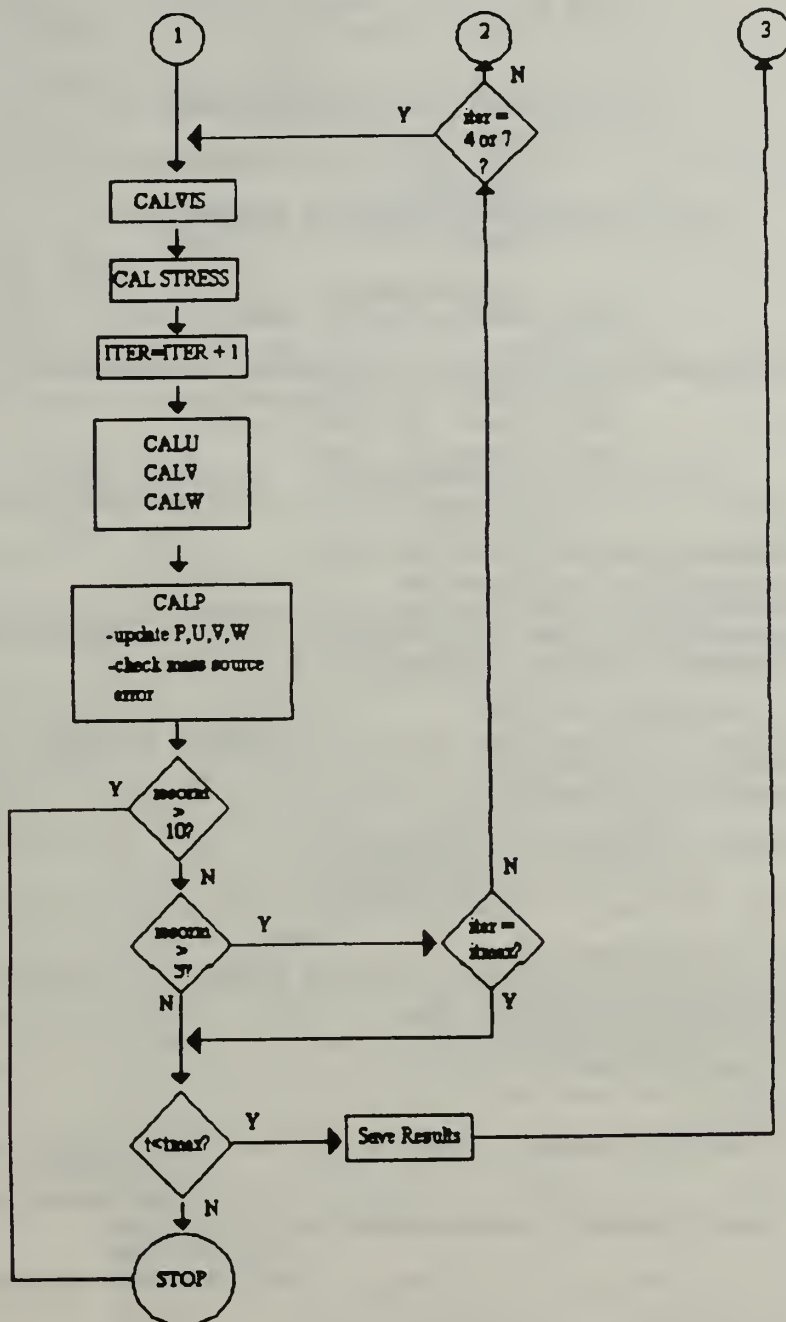 1
2
3
N
Y
iter =
4 or 7
?
CALVIS
CAL STRESS
ITER=ITER + 1
CALU
CALV
CALW
CALP
-update P,U,V,W
-check mass source
error
Y
>
10?
N
N
>
Y
iter =
itmax?
N
Y
t<tmax?
Y
Save Results
N
STOP